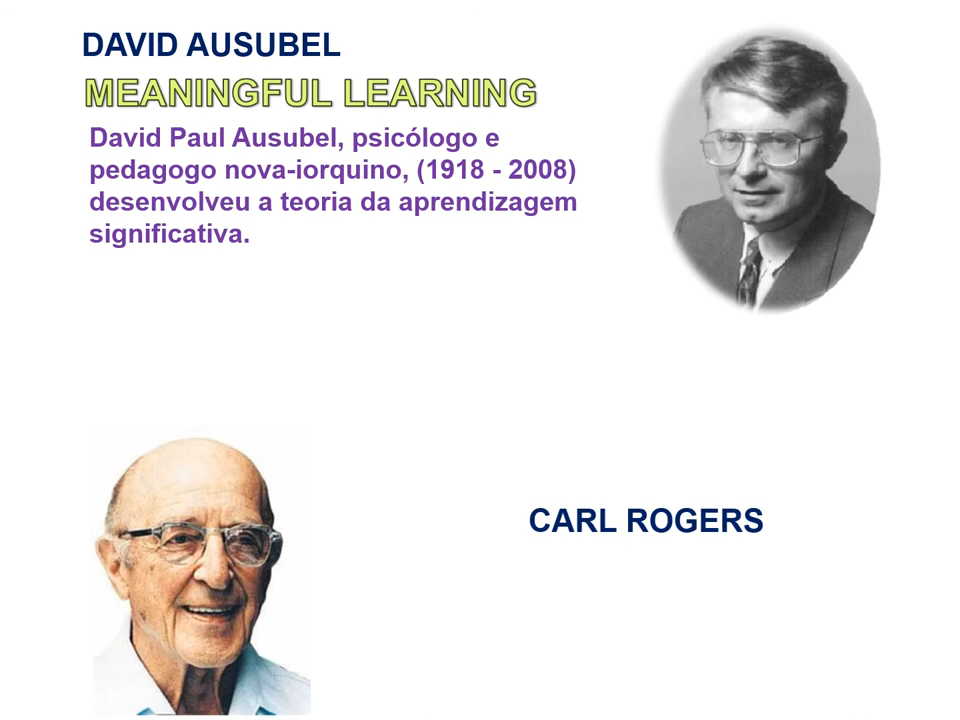 DAVID AUSUBEL
MEANINGFUL LEARNING
David Paul Ausubel, psicólogo e
pedagogo nova-iorquino, (1918 - 2008)
desenvolveu a teoria da aprendizagem
significativa.
CARL ROGERS